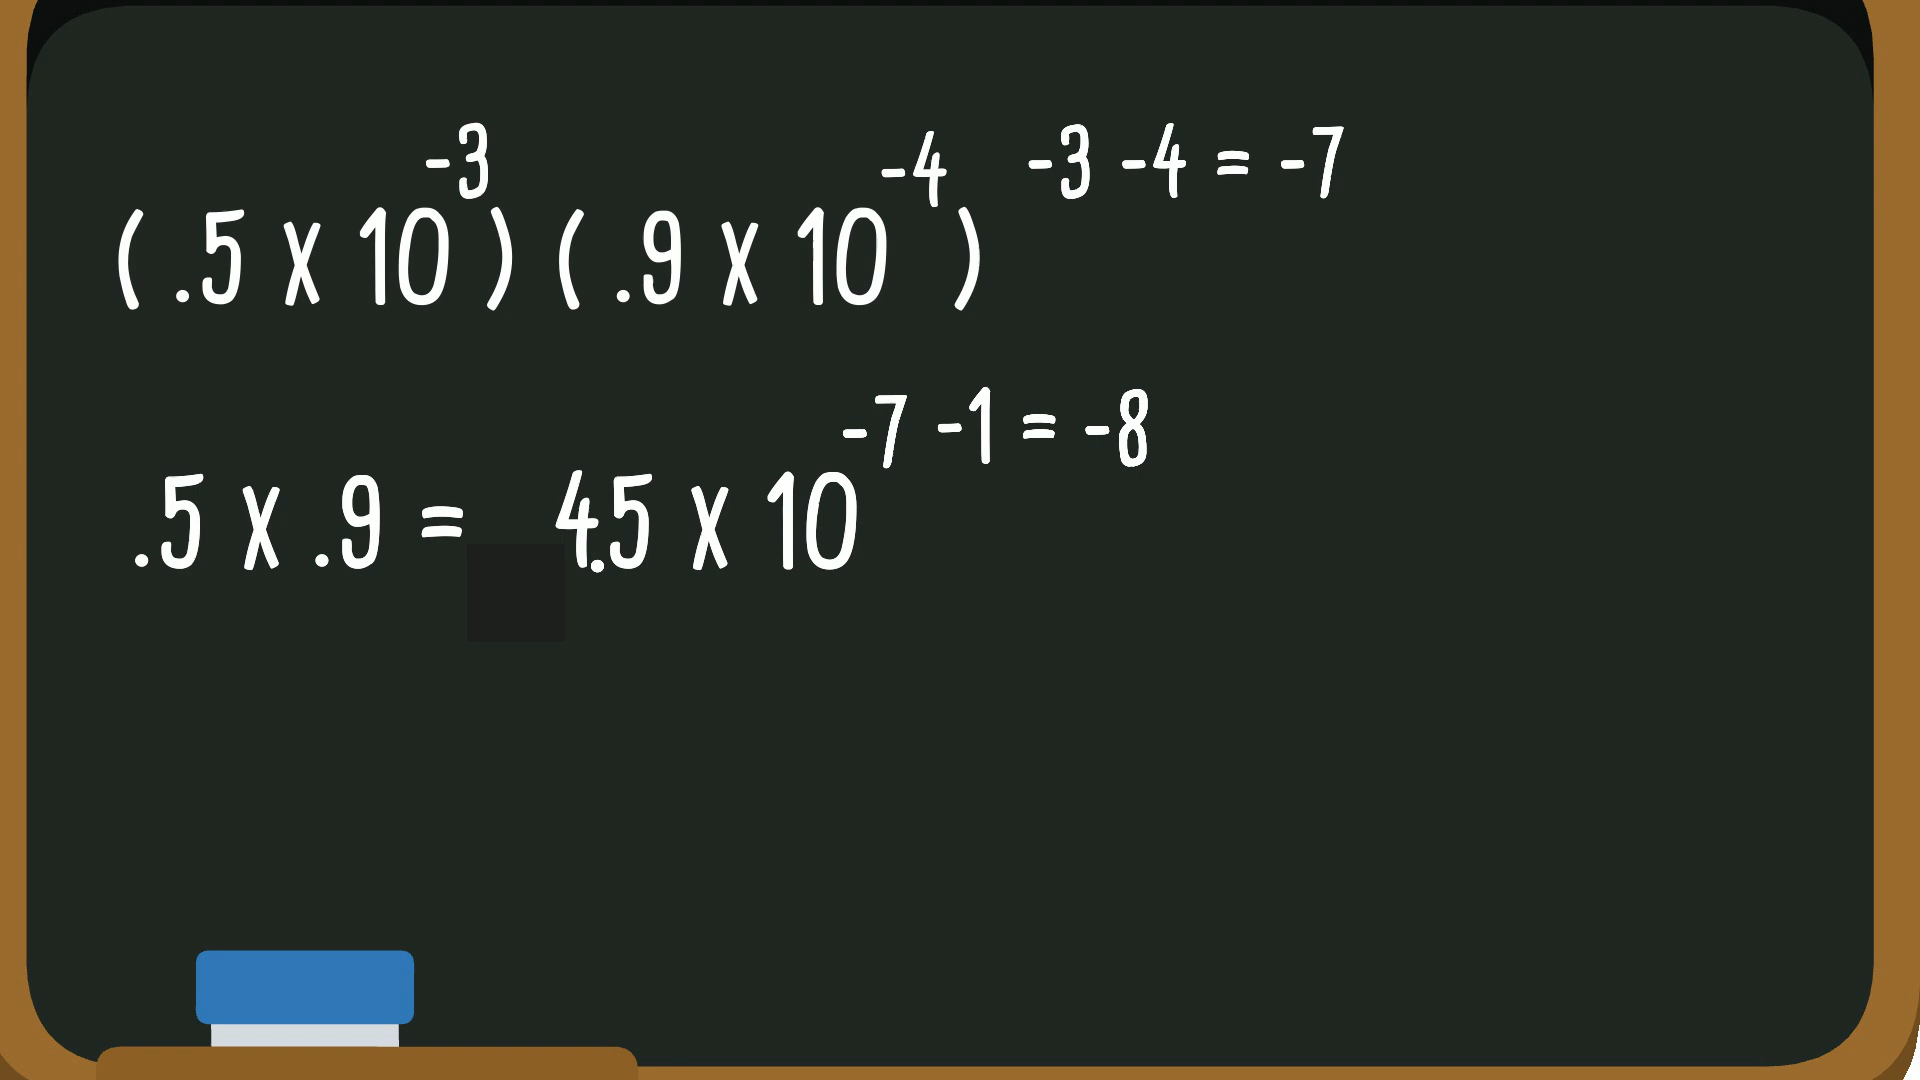 ( .5 x 10⁻³ ) ( .9 x 10⁻⁴ ) -3 -4 = -7
.5 x .9 = 4.5 x 10⁻⁷ -1 = -8